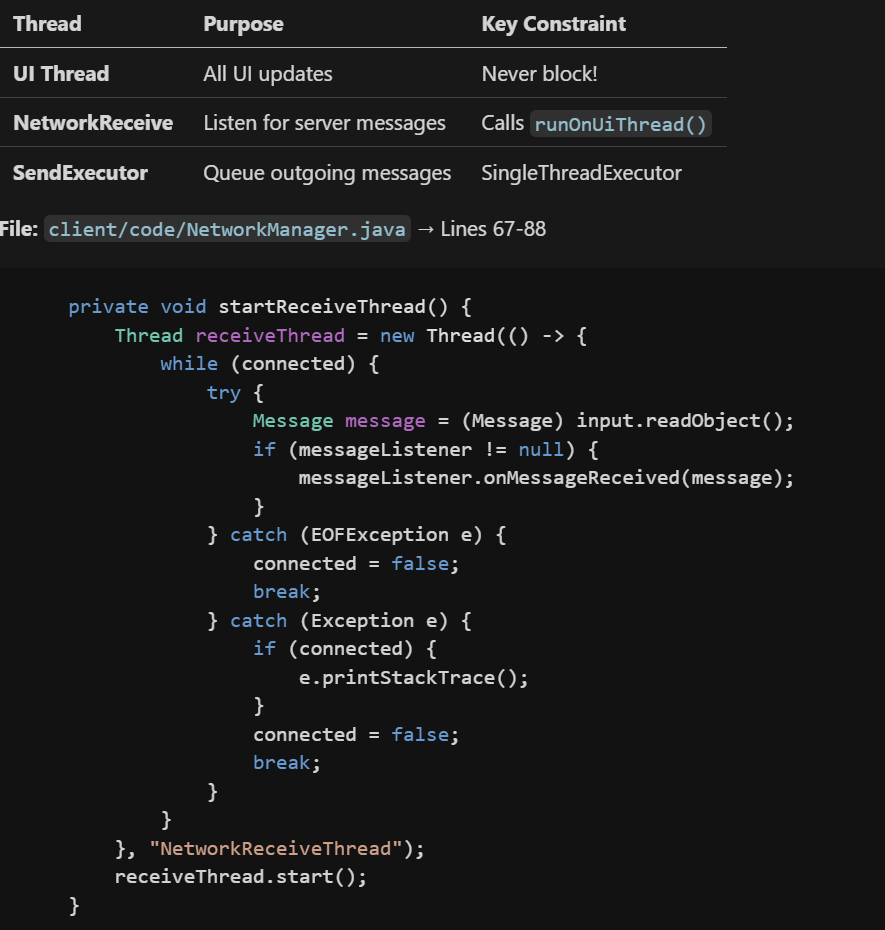 Thread Purpose Key Constraint
UI Thread All UI updates Never block!
NetworkReceive Listen for server messages Calls runOnUiThread()
SendExecutor Queue outgoing messages SingleThreadExecutor
File: client/code/NetworkManager.java → Lines 67-88
private void startReceiveThread() {
Thread receiveThread = new Thread(() -> {
while (connected) {
try {
Message message = (Message) input.readObject();
if (messageListener != null) {
messageListener.onMessageReceived(message);
}
} catch (EOFException e) {
connected = false;
break;
} catch (Exception e) {
if (connected) {
e.printStackTrace();
}
connected = false;
break;
}
}
}, "NetworkReceiveThread");
receiveThread.start();
}